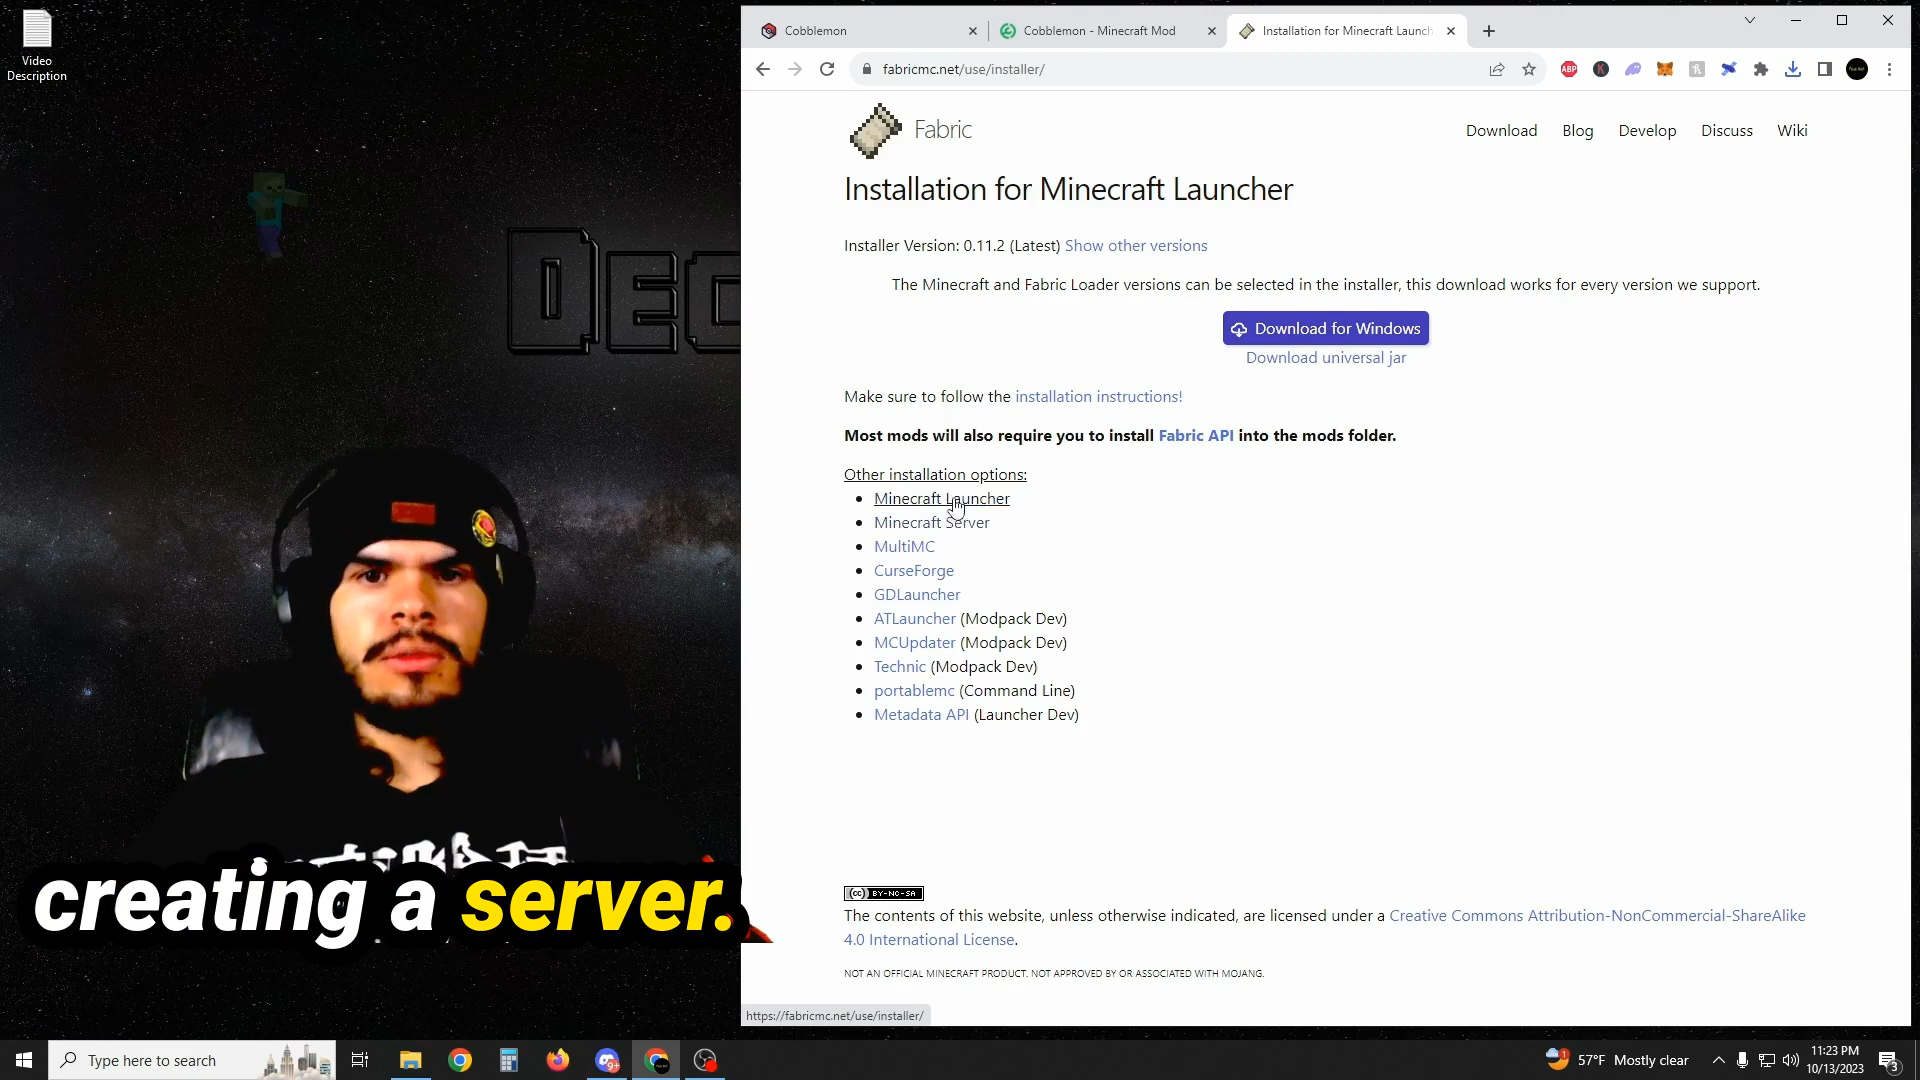 Video
Description
Cobblemon
Cobblemon - Minecraft Mod
Installation for Minecraft Launch
fabricmc.net/use/installer/
ABP
K
Fabric
Download
Blog
Develop
Discuss
Wiki
Installation for Minecraft Launcher
Installer Version: 0.11.2 (Latest) Show other versions
The Minecraft and Fabric Loader versions can be selected in the installer, this download works for every version we support.
Download for Windows
Download universal jar
Make sure to follow the installation instructions!
Most mods will also require you to install Fabric API into the mods folder.
Other installation options:
Minecraft Launcher
Minecraft Server
MultiMC
CurseForge
GDLauncher
ATLauncher (Modpack Dev)
MCUpdater (Modpack Dev)
Technic (Modpack Dev)
portablemc (Command Line)
Metadata API (Launcher Dev)
creating a server.
(cc) BY-NC-SA
The contents of this website, unless otherwise indicated, are licensed under a Creative Commons Attribution-NonCommercial-ShareAlike
4.0 International License.
NOT AN OFFICIAL MINECRAFT PRODUCT. NOT APPROVED BY OR ASSOCIATED WITH MOJANG.
https://fabricmc.net/use/installer/
Type here to search
9+
1
57°F Mostly clear
11:23 PM
10/13/2023
3